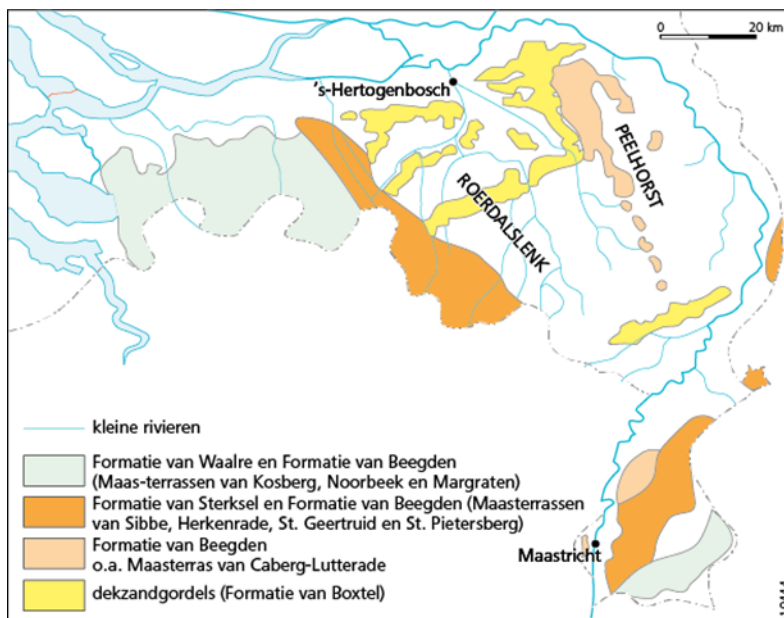 0 20 km
's-Hertogenbosch
PEELHORST
ROERDALSLENK
kleine rivieren
Formatie van Waalre en Formatie van Beegden
(Maas-terrassen van Kosberg, Noorbeek en Margraten)
Formatie van Sterksel en Formatie van Beegden (Maasterrassen
van Sibbe, Herkenrade, St. Geertruid en St. Pietersberg)
Formatie van Beegden
o.a. Maasterras van Caberg-Lutterade
dekzandgordels (Formatie van Boxtel)
Maastricht